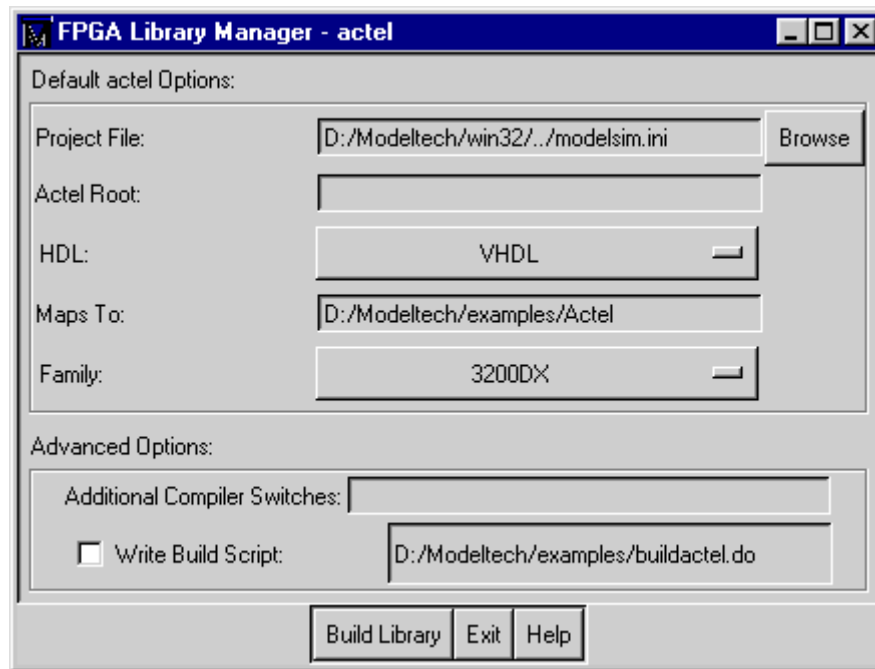 FPGA Library Manager - actel
Default actel Options:
Project File: D:/Modeltech/win32/../modelsim.ini Browse
Actel Root:
HDL: VHDL
Maps To: D:/Modeltech/examples/Actel
Family: 3200DX
Advanced Options:
Additional Compiler Switches:
Write Build Script: D:/Modeltech/examples/buildactel.do
Build Library Exit Help